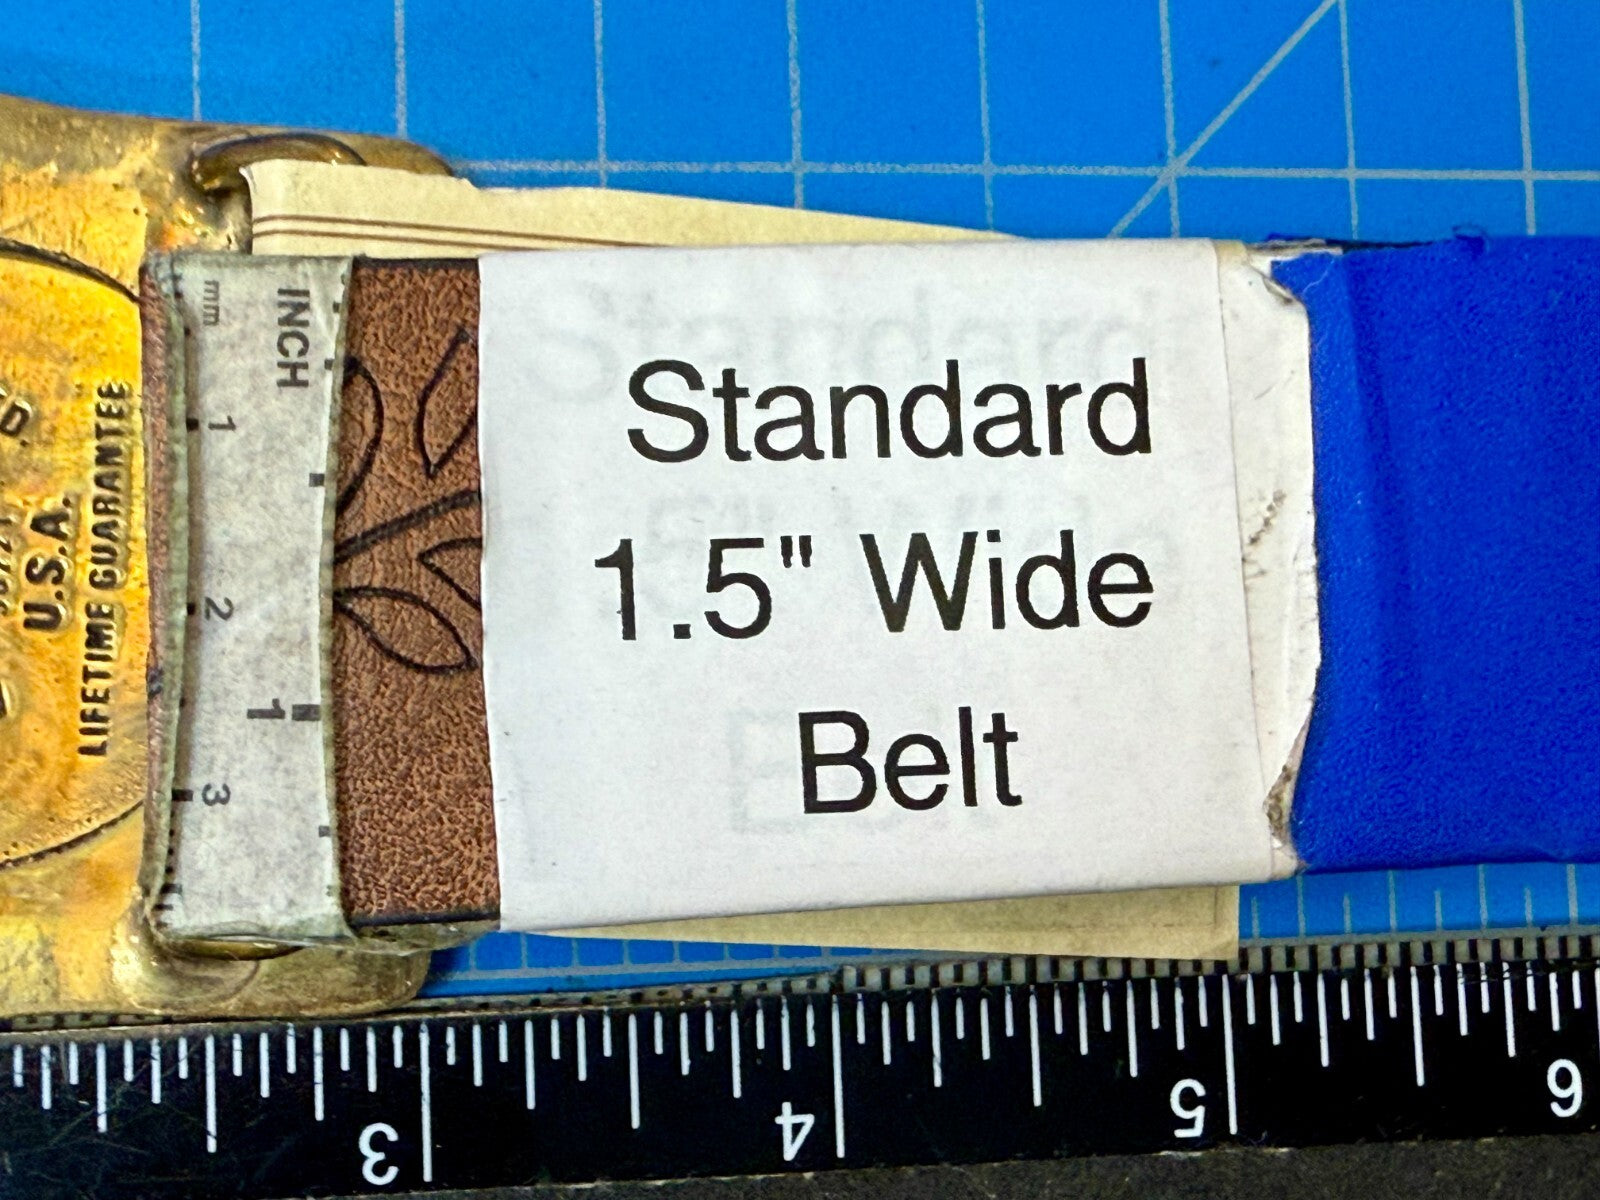 Standard
1.5" Wide
Belt
U.S.A.
LIFETIME GUARANTEE
mm
INCH
1
2
1
3
3
4
5
6